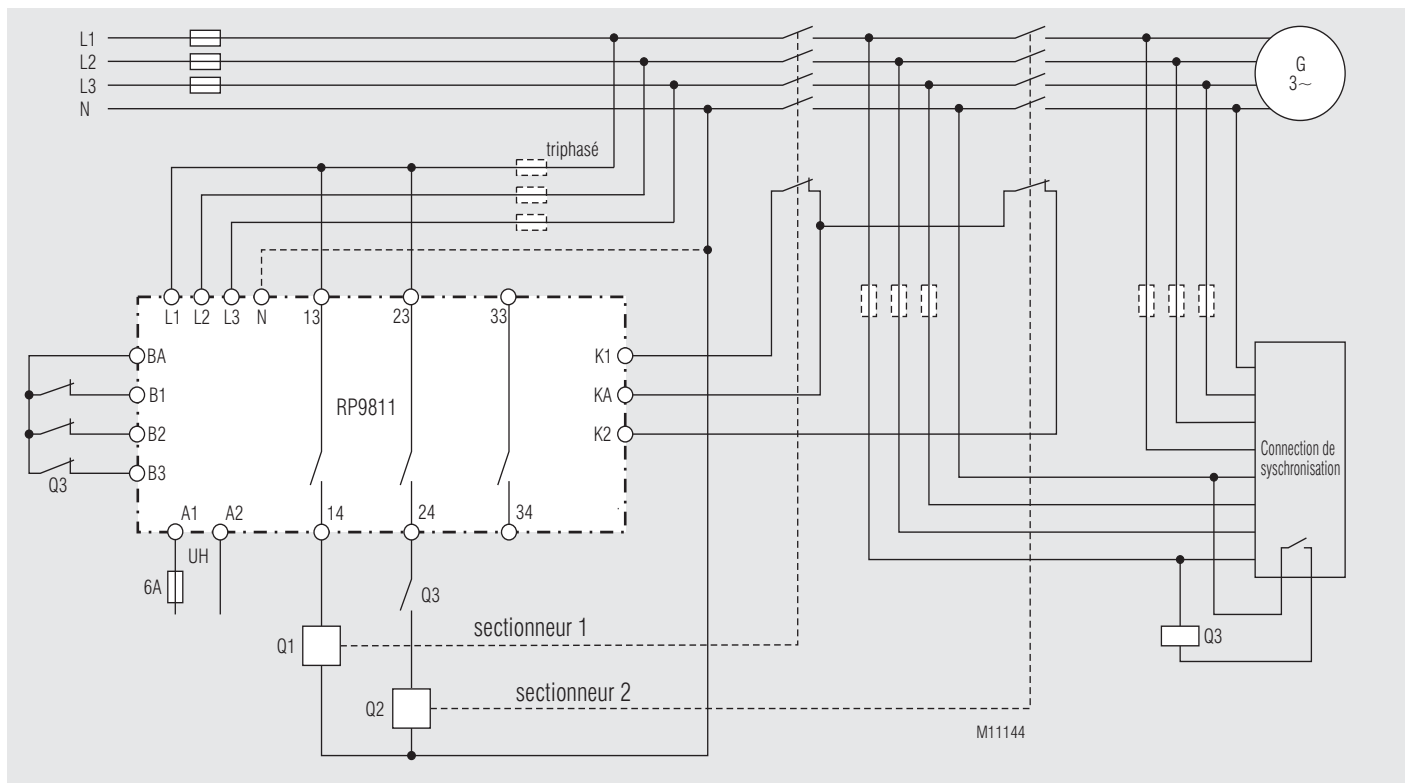 L1
L2
L3
N
G
3~
triphasé
L1 L2 L3 N 13 23 33
BA
B1
B2
B3
Q3
RP9811
K1
KA
K2
A1 A2
14 24 34
UH
6A
Q3
Q1
sectionneur 1
Q2
sectionneur 2
Connection de
syschronisation
Q3
M11144